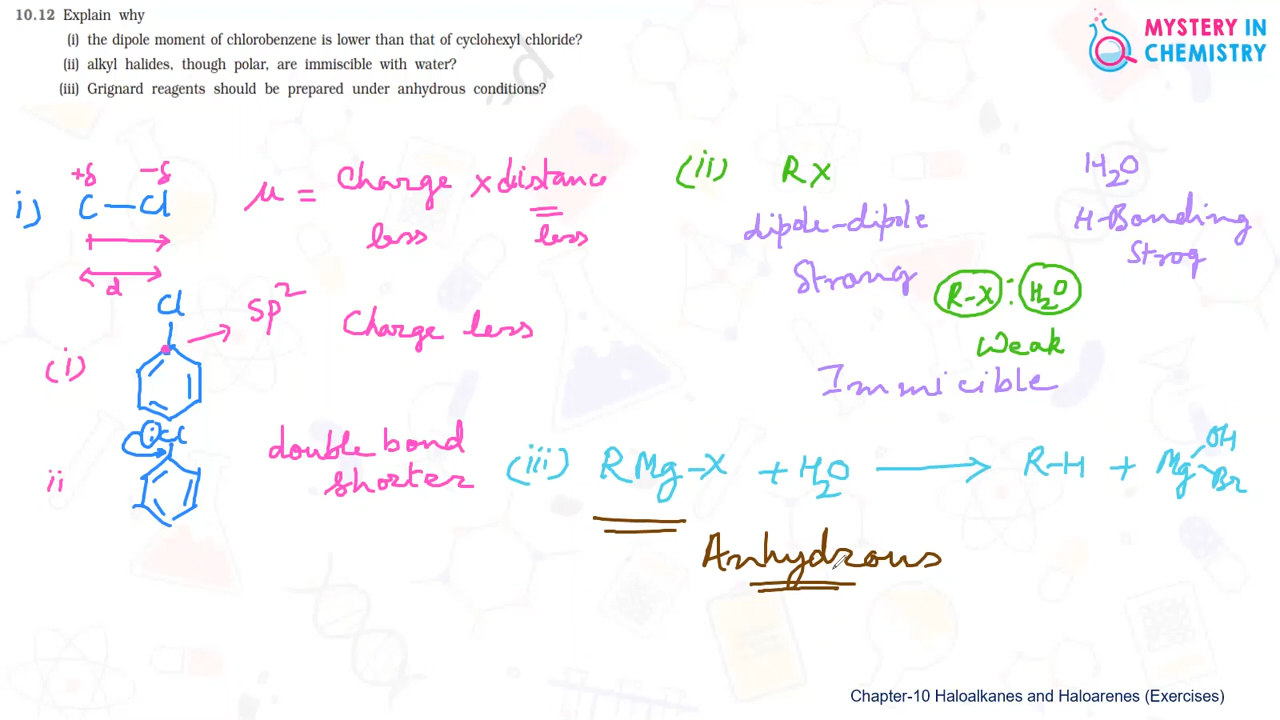 10.12 Explain why
(i) the dipole moment of chlorobenzene is lower than that of cyclohexyl chloride?
(ii) alkyl halides, though polar, are immiscible with water?
(iii) Grignard reagents should be prepared under anhydrous conditions?
MYSTERY IN
CHEMISTRY
i) +δ −δ
C—Cl
d
μ = Charge x distance
less less
(i) Cl
sp²
Charge less
ii :Cl
double bond
shorter
(ii) RX H₂O
dipole-dipole H-Bonding
Strong Strog
R-X : H₂O
Weak
Immicible
(iii) RMg-X + H₂O ⟶ R-H + Mg OH Br
Anhydrous
Chapter-10 Haloalkanes and Haloarenes (Exercises)